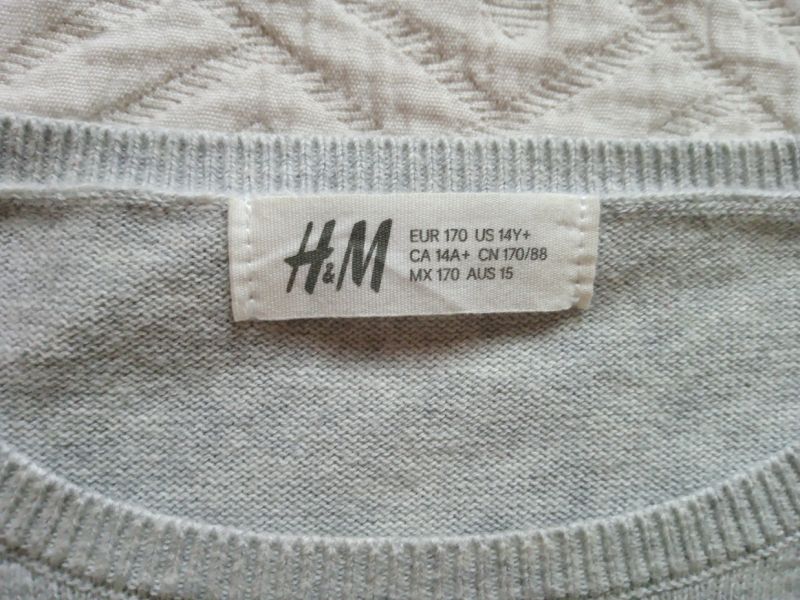 H&M
EUR 170 US 14Y+
CA 14A+ CN 170/88
MX 170 AUS 15